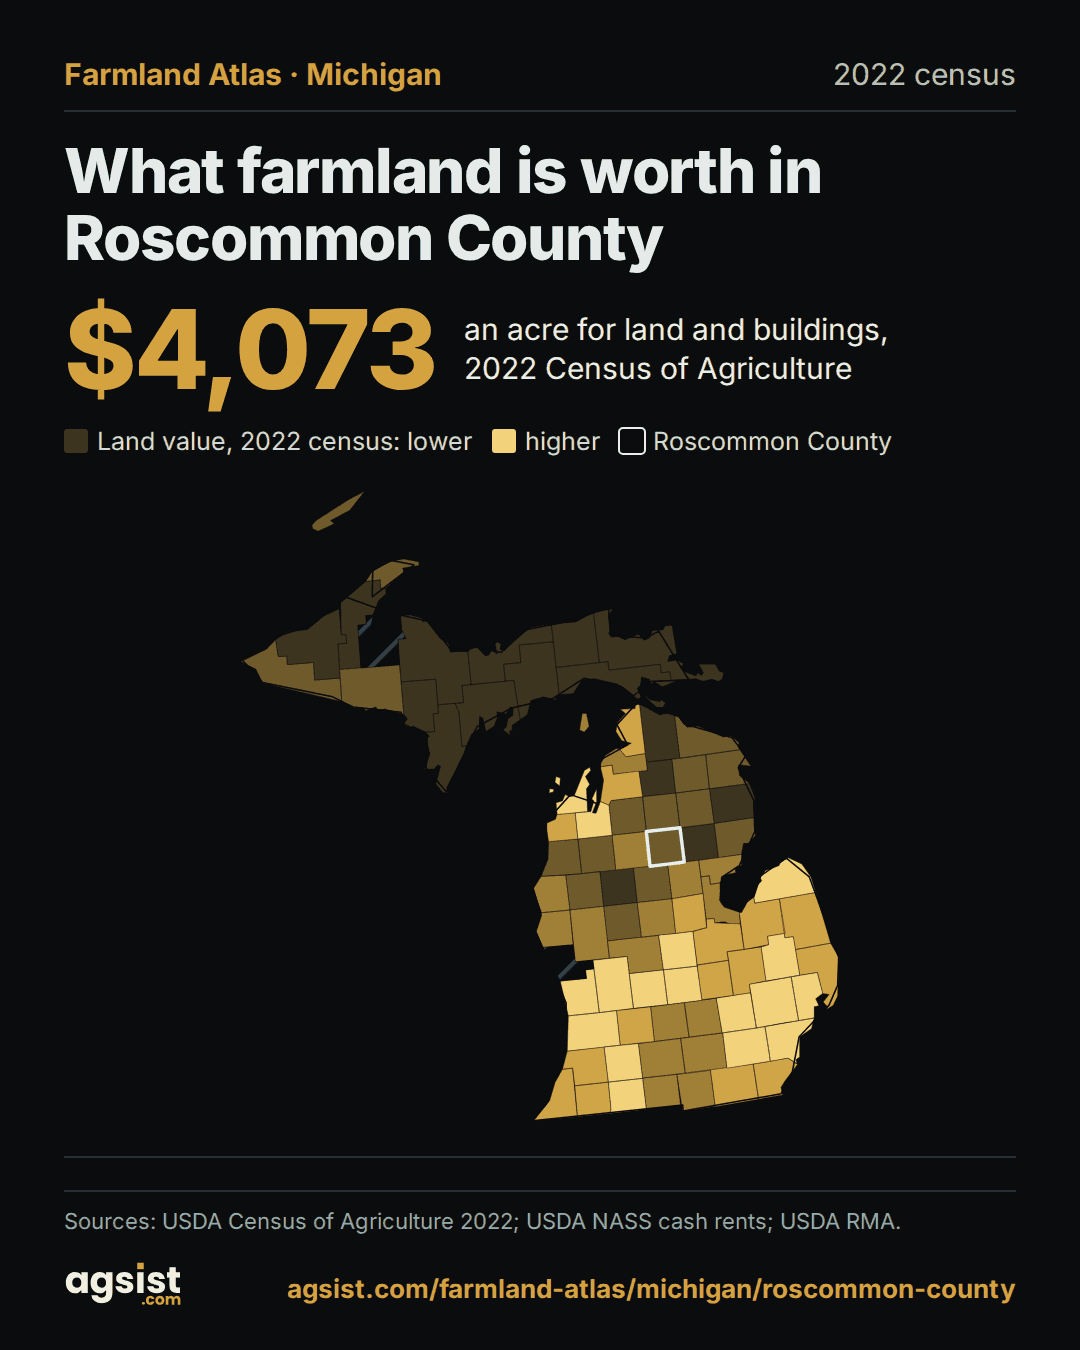 Farmland Atlas · Michigan
2022 census
What farmland is worth in
Roscommon County
$4,073
an acre for land and buildings,
2022 Census of Agriculture
Land value, 2022 census: lower
higher
Roscommon County
Sources: USDA Census of Agriculture 2022; USDA NASS cash rents; USDA RMA.
agsist
.com
agsist.com/farmland-atlas/michigan/roscommon-county